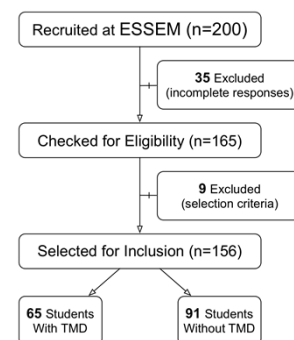 Recruited at ESSEM (n=200)
35 Excluded
(incomplete responses)
Checked for Eligibility (n=165)
9 Excluded
(selection criteria)
Selected for Inclusion (n=156)
65 Students
With TMD
91 Students
Without TMD